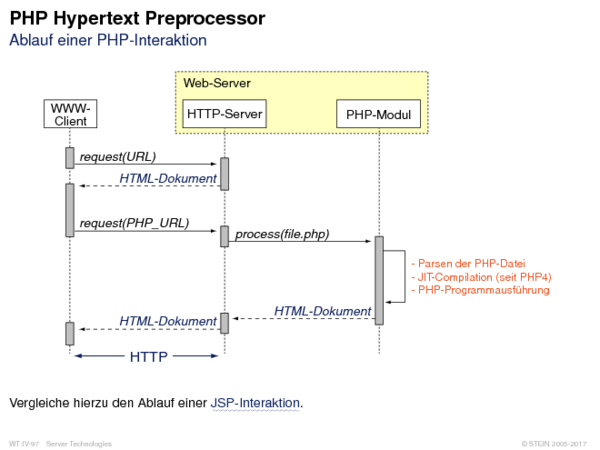 PHP Hypertext Preprocessor
Ablauf einer PHP-Interaktion
Web-Server
WWW-
Client
HTTP-Server
PHP-Modul
request(URL)
HTML-Dokument
request(PHP_URL)
process(file.php)
- Parsen der PHP-Datei
- JIT-Compilation (seit PHP4)
- PHP-Programmausführung
HTML-Dokument
HTML-Dokument
HTTP
Vergleiche hierzu den Ablauf einer JSP-Interaktion.
WT:IV-97 Server Technologies
© STEIN 2005-2017